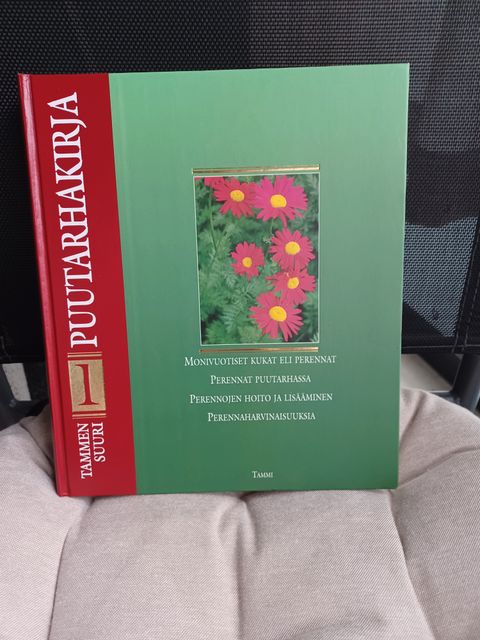 TAMMEN
SUURI
1
PUUTARHAKIRJA
MONIVUOTISET KUKAT ELI PERENNAT
PERENNAT PUUTARHASSA
PERENNOJEN HOITO JA LISÄÄMINEN
PERENNAHARVINAISUUKSIA
TAMMI